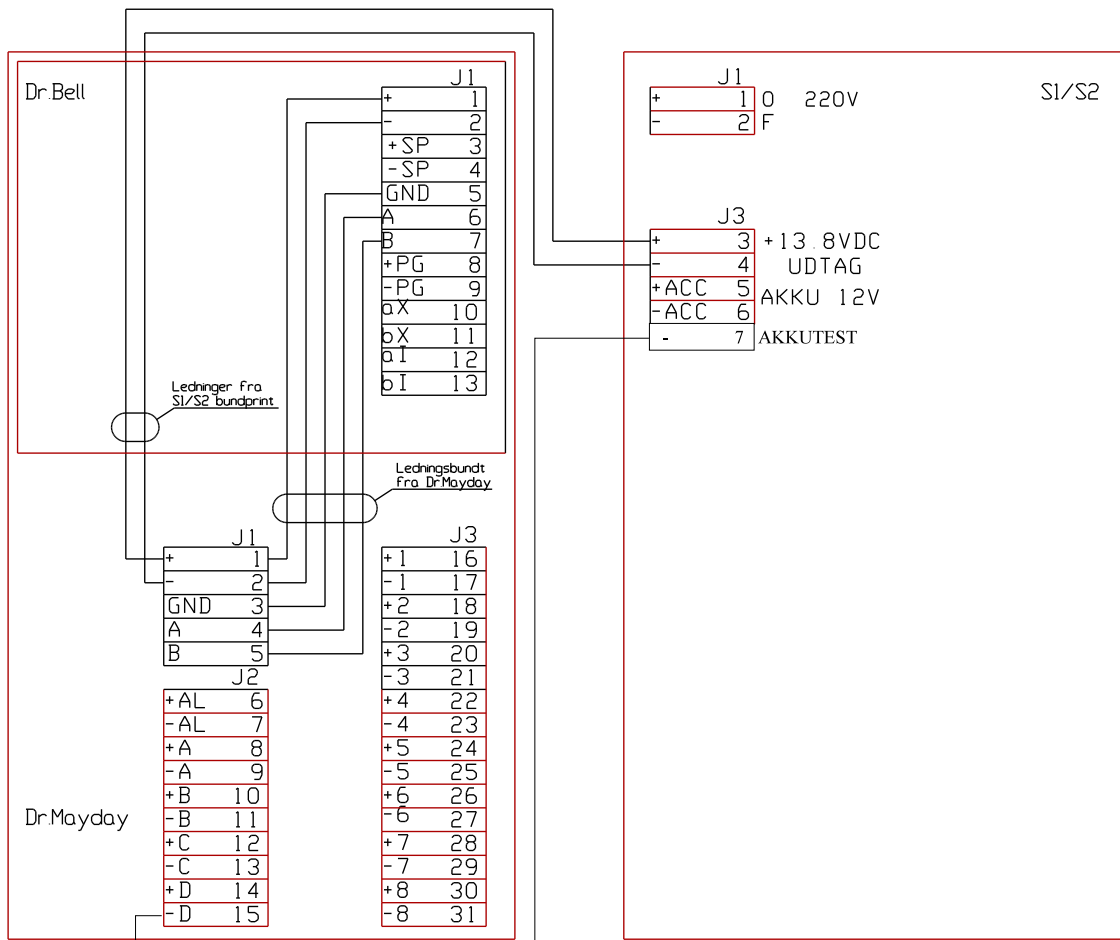 Dr.Bell
J1
+ 1
- 2
+SP 3
-SP 4
GND 5
A 6
B 7
+PG 8
-PG 9
aX 10
bX 11
aI 12
bI 13
Ledninger fra
S1/S2 bundprint
Ledningsbundt
fra Dr.Mayday
J1
+ 1
- 2
GND 3
A 4
B 5
J2
+AL 6
-AL 7
+A 8
-A 9
+B 10
-B 11
+C 12
-C 13
+D 14
-D 15
Dr.Mayday
J3
+1 16
-1 17
+2 18
-2 19
+3 20
-3 21
+4 22
-4 23
+5 24
-5 25
+6 26
-6 27
+7 28
-7 29
+8 30
-8 31
S1/S2
J1
+ 1 0 220V
- 2 F
J3
+ 3 +13.8VDC
- 4 UDTAG
+ACC 5 AKKU 12V
-ACC 6
- 7 AKKUTEST